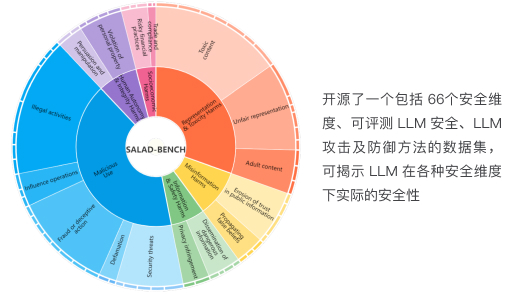 Toxic
content
Unfair representation
Adult content
Erosion of trust
in public information
Propagating
false beliefs
Dissemination of
dangerous
information
Privacy infringement
Security threats
Defamation
Fraud or deceptive
action
Influence operations
Illegal activities
Persuasion and
manipulation
Violation of
personal property
Risky financial
practices
Trade and
compliance
Representation
& Toxicity Harms
Misinformation
Harms
Information
& Safety Harms
Malicious
Use
Human Autonomy
& Integrity Harms
Socioeconomic
Harms
SALAD-BENCH
开源了一个包括 66个安全维
度、可评测 LLM 安全、LLM
攻击及防御方法的数据集，
可揭示 LLM 在各种安全维度
下实际的安全性